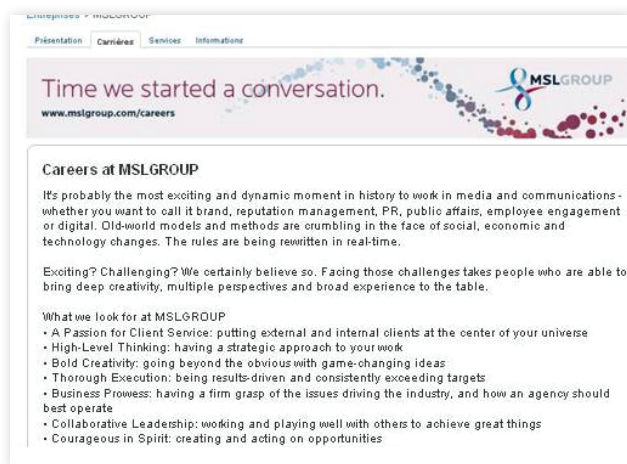 Entreprises > MSLGROUP
Présentation Carrières Services Informations
Time we started a conversation.
www.mslgroup.com/careers
MSLGROUP
Careers at MSLGROUP
It's probably the most exciting and dynamic moment in history to work in media and communications -
whether you want to call it brand, reputation management, PR, public affairs, employee engagement
or digital. Old-world models and methods are crumbling in the face of social, economic and
technology changes. The rules are being rewritten in real-time.
Exciting? Challenging? We certainly believe so. Facing those challenges takes people who are able to
bring deep creativity, multiple perspectives and broad experience to the table.
What we look for at MSLGROUP
• A Passion for Client Service: putting external and internal clients at the center of your universe
• High-Level Thinking: having a strategic approach to your work
• Bold Creativity: going beyond the obvious with game-changing ideas
• Thorough Execution: being results-driven and consistently exceeding targets
• Business Prowess: having a firm grasp of the issues driving the industry, and how an agency should
best operate
• Collaborative Leadership: working and playing well with others to achieve great things
• Courageous in Spirit: creating and acting on opportunities